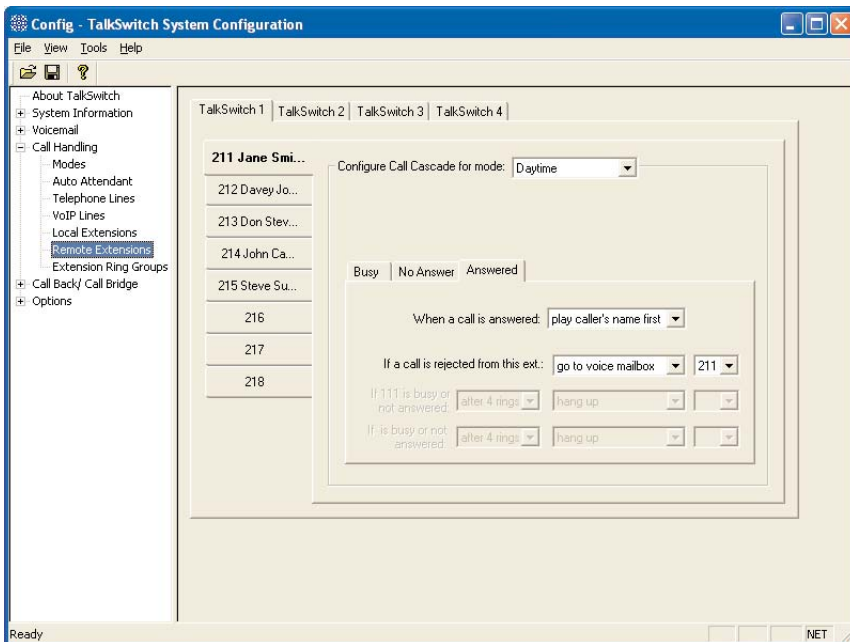 Config - TalkSwitch System Configuration
File View Tools Help
About TalkSwitch
System Information
Voicemail
Call Handling
Modes
Auto Attendant
Telephone Lines
VoIP Lines
Local Extensions
Remote Extensions
Extension Ring Groups
Call Back/ Call Bridge
Options
TalkSwitch 1 TalkSwitch 2 TalkSwitch 3 TalkSwitch 4
211 Jane Smi...
212 Davey Jo...
213 Don Stev...
214 John Ca...
215 Steve Su...
216
217
218
Configure Call Cascade for mode: Daytime
Busy No Answer Answered
When a call is answered: play caller's name first
If a call is rejected from this ext.: go to voice mailbox 211
If 111 is busy or not answered: after 4 rings hang up
If is busy or not answered: after 4 rings hang up
Ready NET